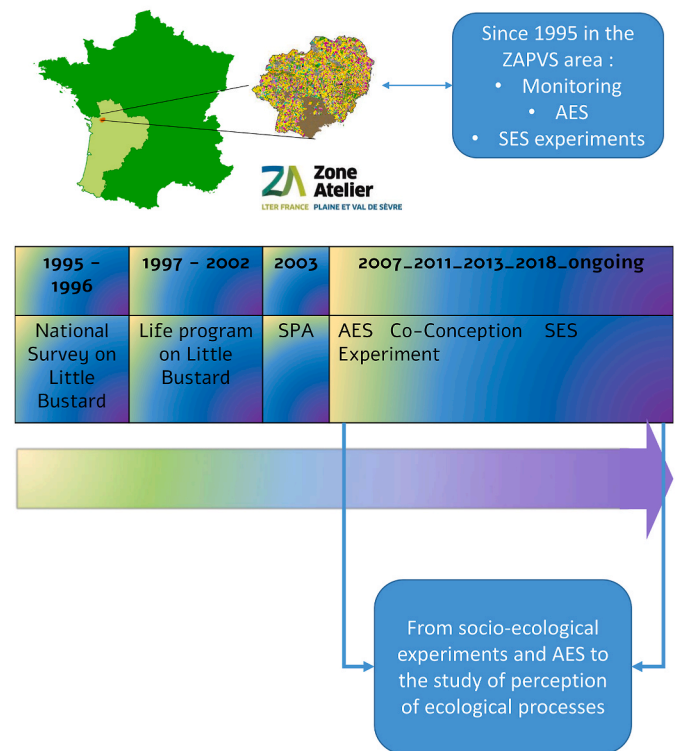 Since 1995 in the
ZAPVS area :
• Monitoring
• AES
• SES experiments
ZA Zone
Atelier
LTER FRANCE PLAINE ET VAL DE SÈVRE
1995 –
1996
1997 - 2002
2003
2007_2011_2013_2018_ongoing
National
Survey on
Little
Bustard
Life program
on Little
Bustard
SPA
AES Co-Conception SES
Experiment
From socio-ecological
experiments and AES to
the study of perception
of ecological processes